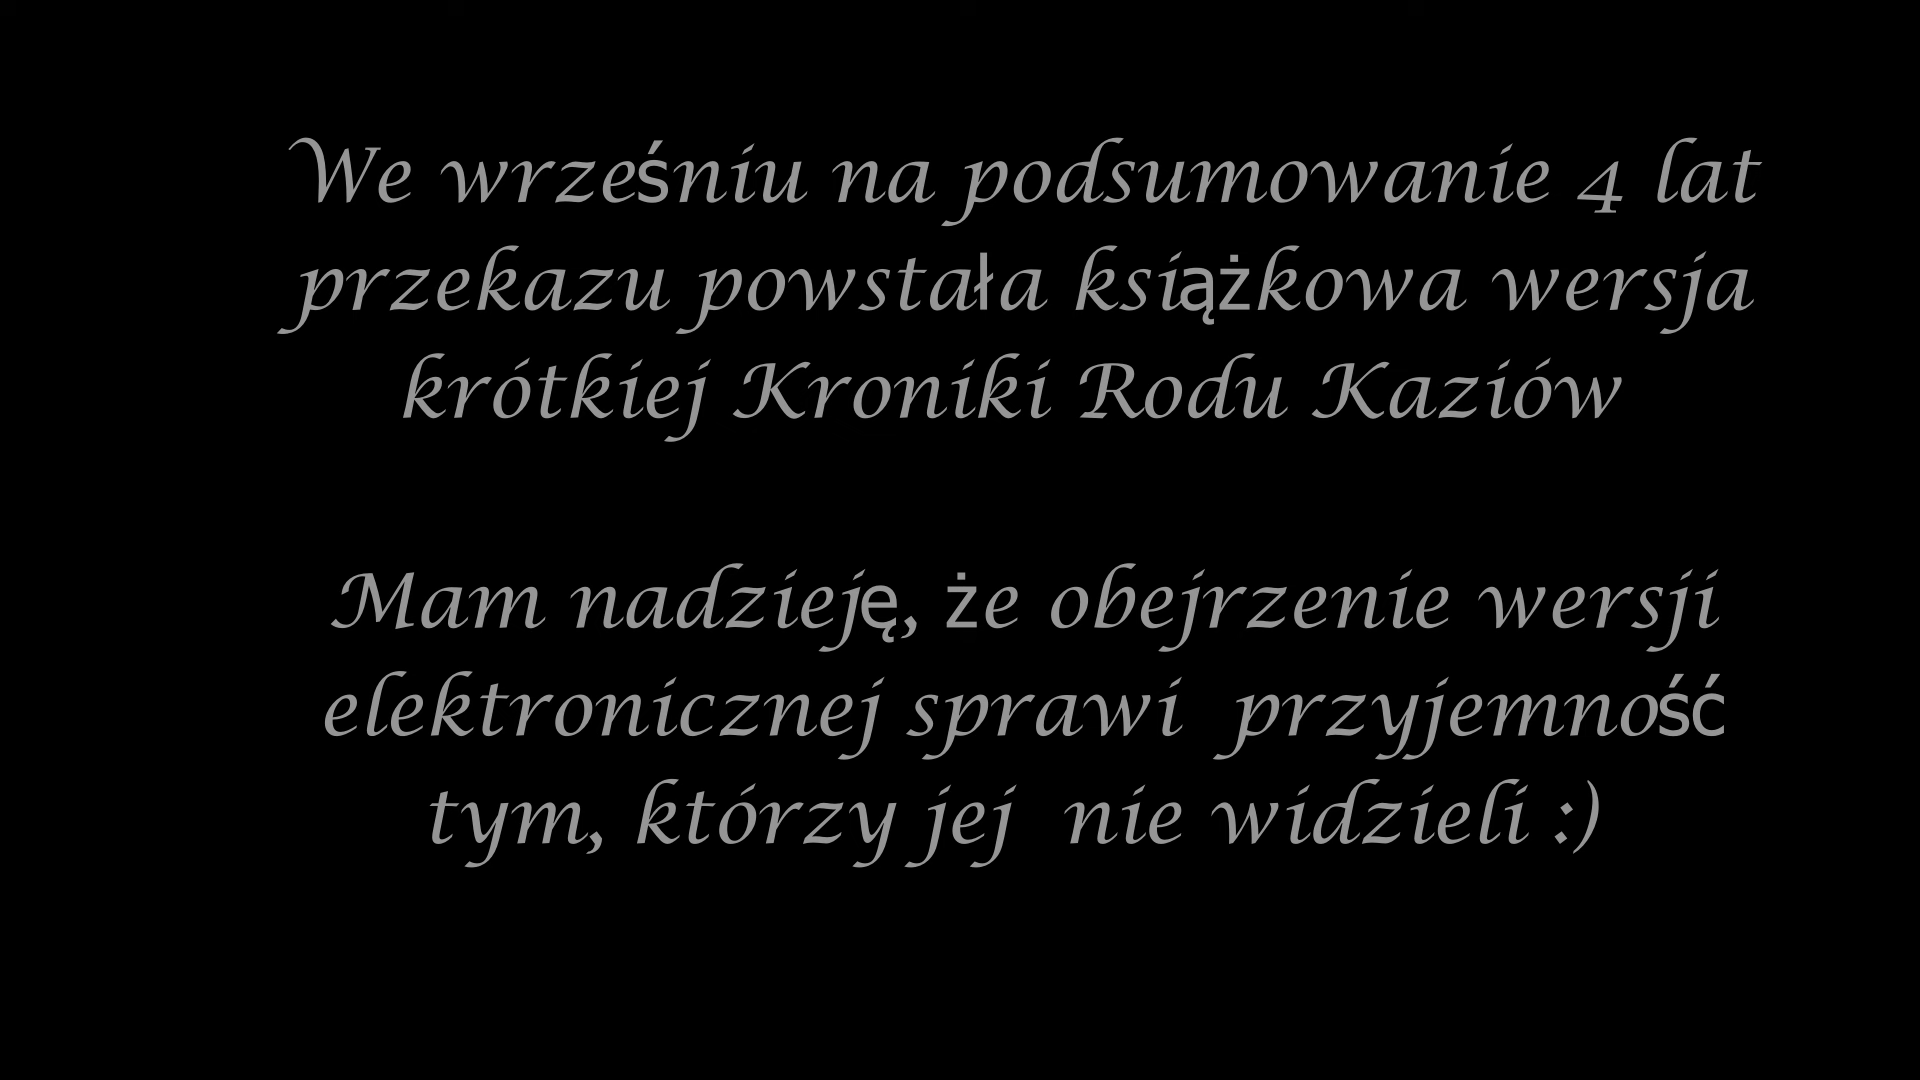 We wrześniu na podsumowanie 4 lat
przekazu powstała książkowa wersja
krótkiej Kroniki Rodu Kaziów
Mam nadzieję, że obejrzenie wersji
elektronicznej sprawi  przyjemność
tym, którzy jej  nie widzieli :)